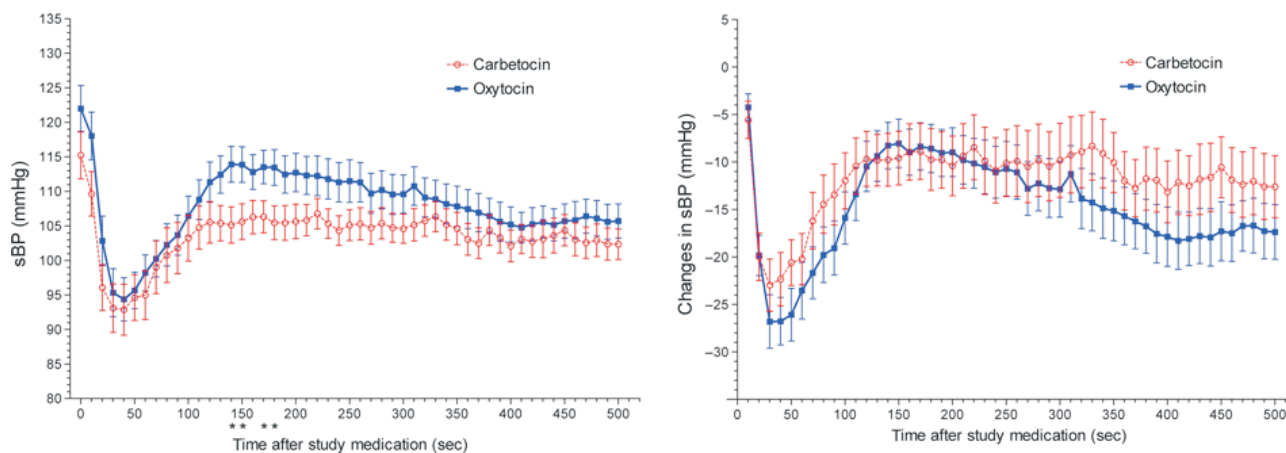 135
130
125
120
115
110
105
100
95
90
85
80
sBP (mmHg)
Carbetocin
Oxytocin
0 50 100 150 200 250 300 350 400 450 500
** **
Time after study medication (sec)
5
0
−5
−10
−15
−20
−25
−30
Changes in sBP (mmHg)
Carbetocin
Oxytocin
0 50 100 150 200 250 300 350 400 450 500
Time after study medication (sec)